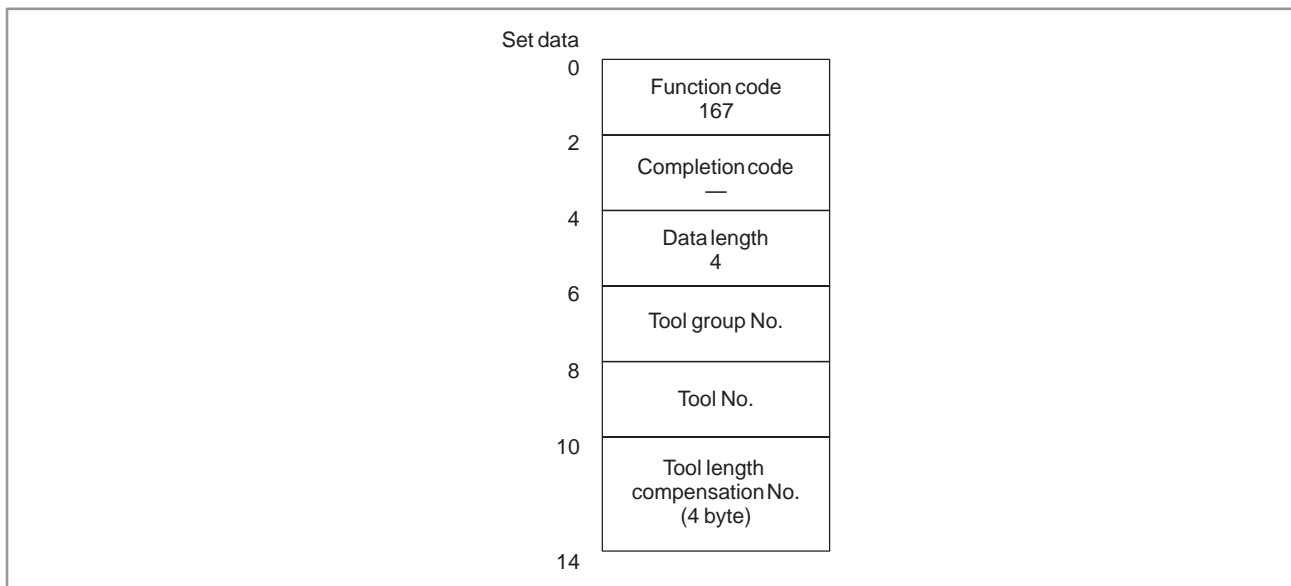 Set data
0
Function code
167
2
Completion code
—
4
Data length
4
6
Tool group No.
8
Tool No.
10
Tool length
compensation No.
(4 byte)
14